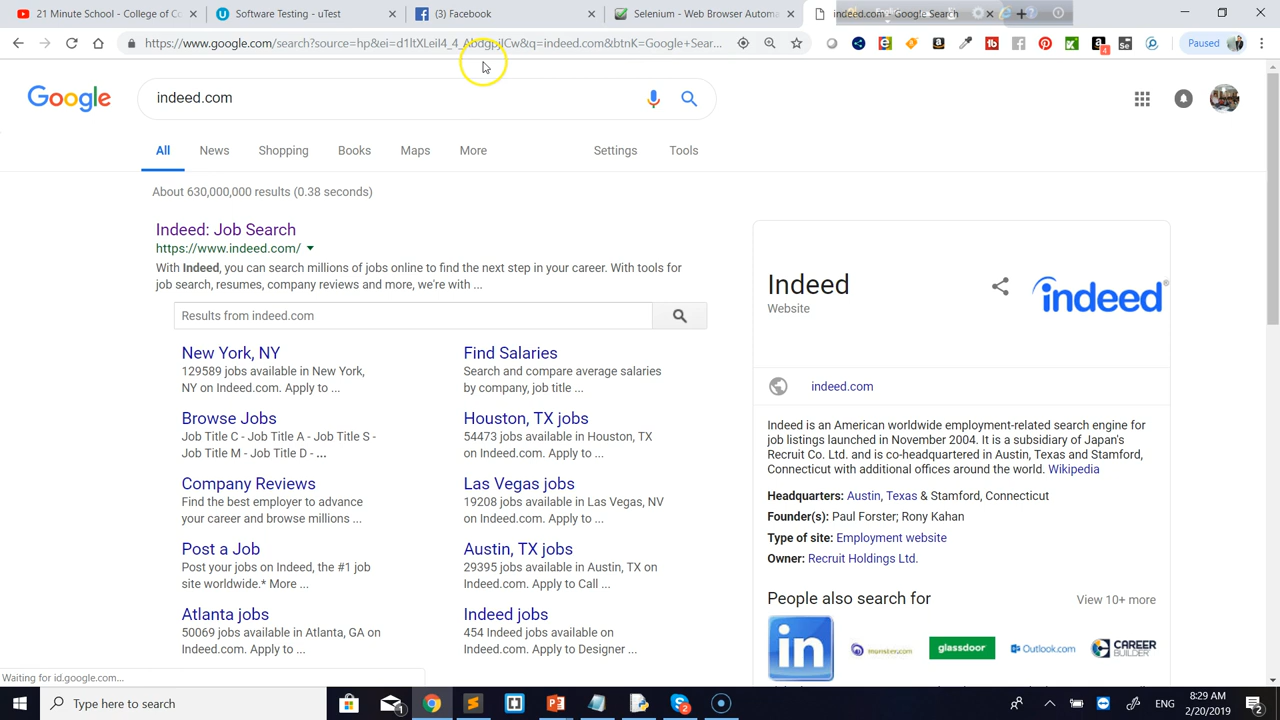 21 Minute School - College of Co
Software Testing - uTest
(3) Facebook
Selenium - Web Browser Automa
indeed.com - Google Search
https://www.google.com/search?source=hp&ei=
Paused
4
Se
Google
indeed.com
All
News
Shopping
Books
Maps
More
Settings
Tools
About 630,000,000 results (0.38 seconds)
Indeed: Job Search
https://www.indeed.com/
With Indeed, you can search millions of jobs online to find the next step in your career. With tools for
job search, resumes, company reviews and more, we're with ...
Results from indeed.com
New York, NY
129589 jobs available in New York,
NY on Indeed.com. Apply to ...
Find Salaries
Search and compare average salaries
by company, job title ...
Browse Jobs
Job Title C - Job Title A - Job Title S -
Job Title M - Job Title D - ...
Houston, TX jobs
54473 jobs available in Houston, TX
on Indeed.com. Apply to ...
Company Reviews
Find the best employer to advance
your career and browse millions ...
Las Vegas jobs
19208 jobs available in Las Vegas, NV
on Indeed.com. Apply to ...
Post a Job
Post your jobs on Indeed, the #1 job
site worldwide.* More ...
Austin, TX jobs
29395 jobs available in Austin, TX on
Indeed.com. Apply to Call ...
Atlanta jobs
50069 jobs available in Atlanta, GA on
Indeed.com. Apply to ...
Indeed jobs
454 Indeed jobs available on
Indeed.com. Apply to Designer ...
Indeed
Website
indeed®
indeed.com
Indeed is an American worldwide employment-related search engine for
job listings launched in November 2004. It is a subsidiary of Japan's
Recruit Co. Ltd. and is co-headquartered in Austin, Texas and Stamford,
Connecticut with additional offices around the world. Wikipedia
Headquarters: Austin, Texas & Stamford, Connecticut
Founder(s): Paul Forster; Rony Kahan
Type of site: Employment website
Owner: Recruit Holdings Ltd.
People also search for
View 10+ more
in
monster.com
glassdoor
Outlook.com
CAREER
BUILDER
Waiting for id.google.com...
Type here to search
ENG
8:29 AM
2/20/2019
2